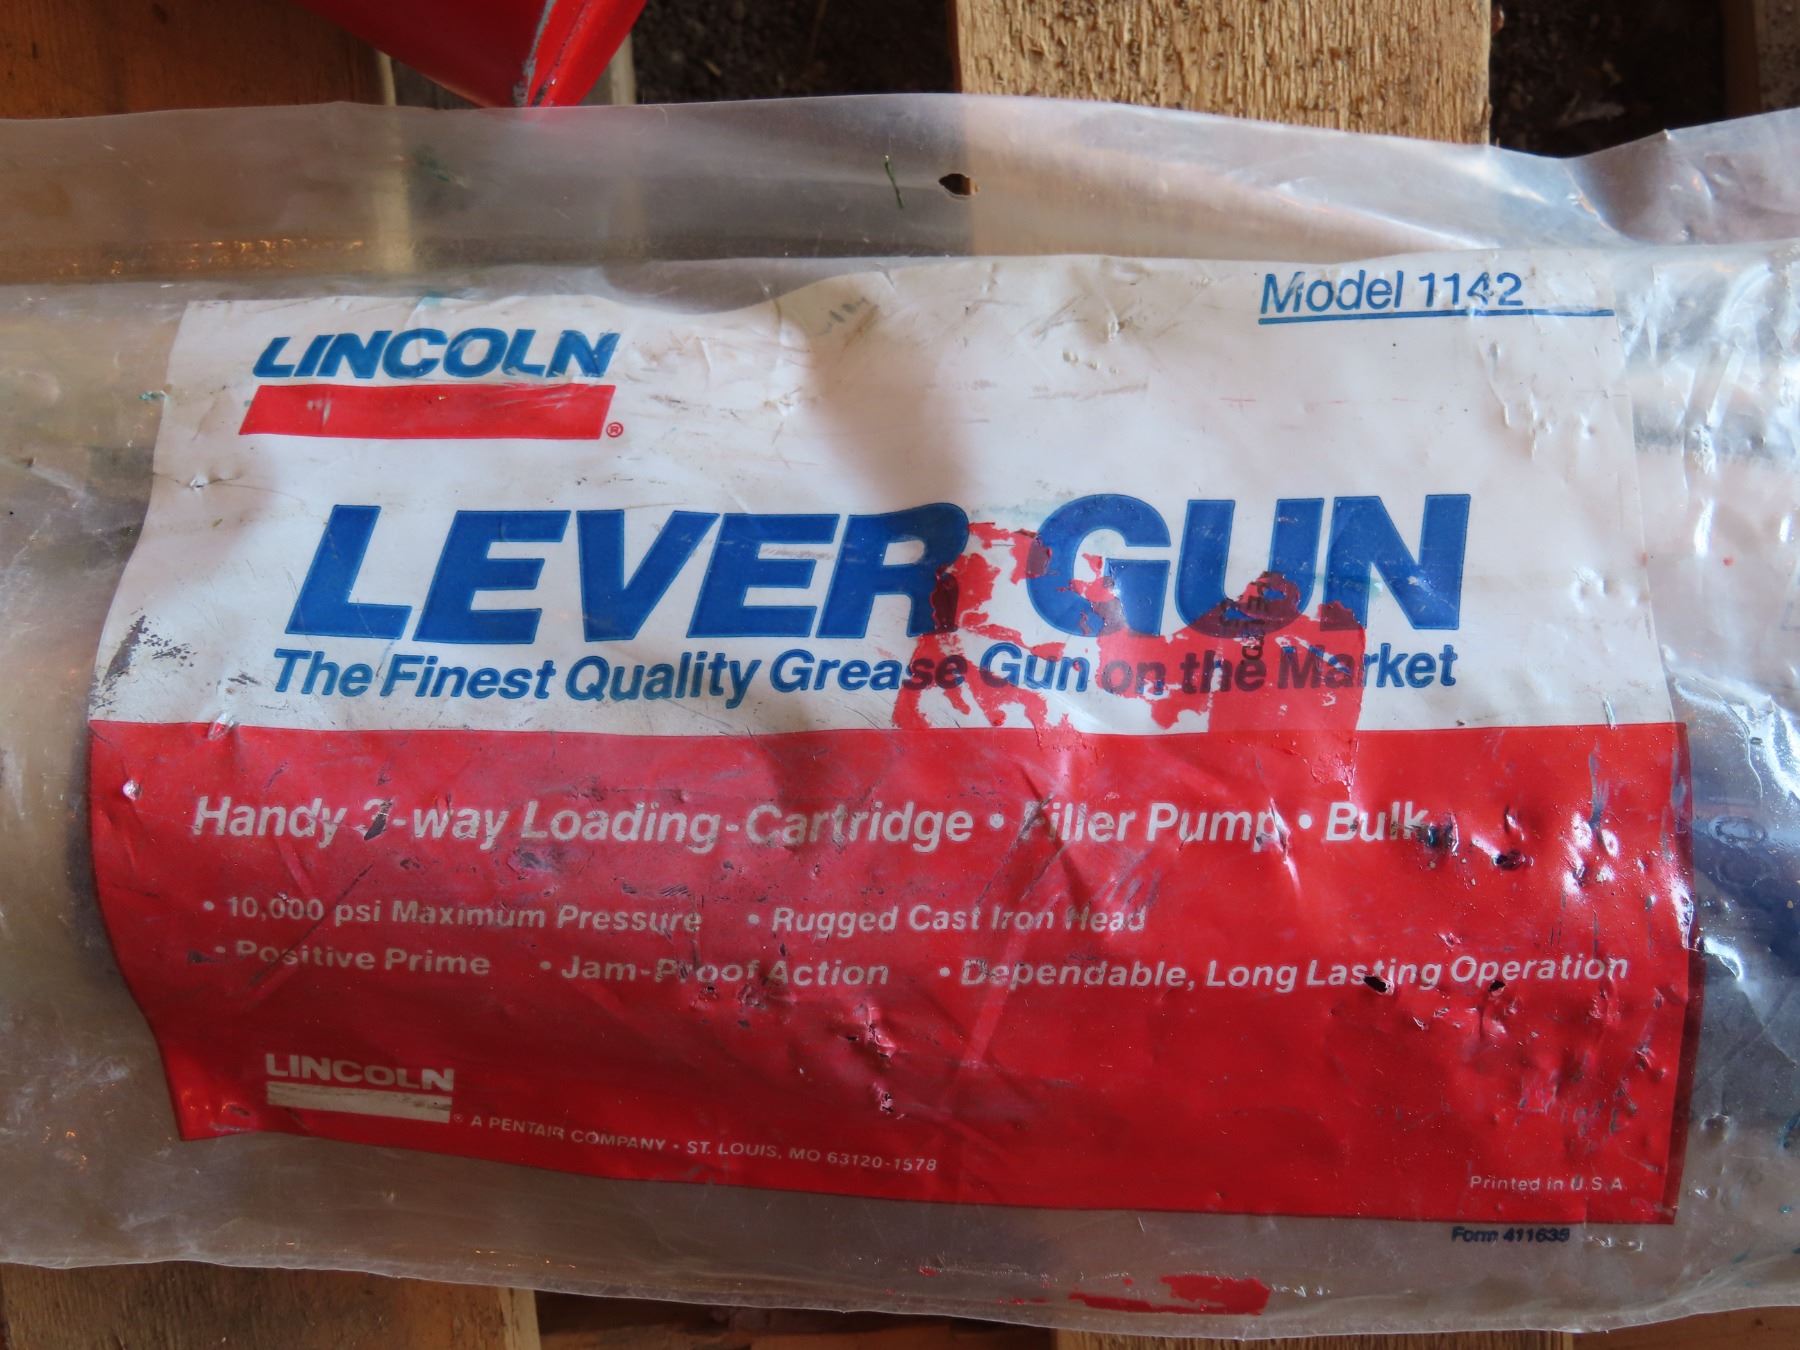 Model 1142
LINCOLN
®
LEVER GUN
The Finest Quality Grease Gun on the Market
Handy 3-way Loading-Cartridge • Filler Pump • Bulk
• 10,000 psi Maximum Pressure • Rugged Cast Iron Head
• Positive Prime • Jam-Proof Action • Dependable, Long Lasting Operation
LINCOLN
® A PENTAIR COMPANY • ST. LOUIS, MO 63120-1578
Printed in U.S.A.
Form 411635